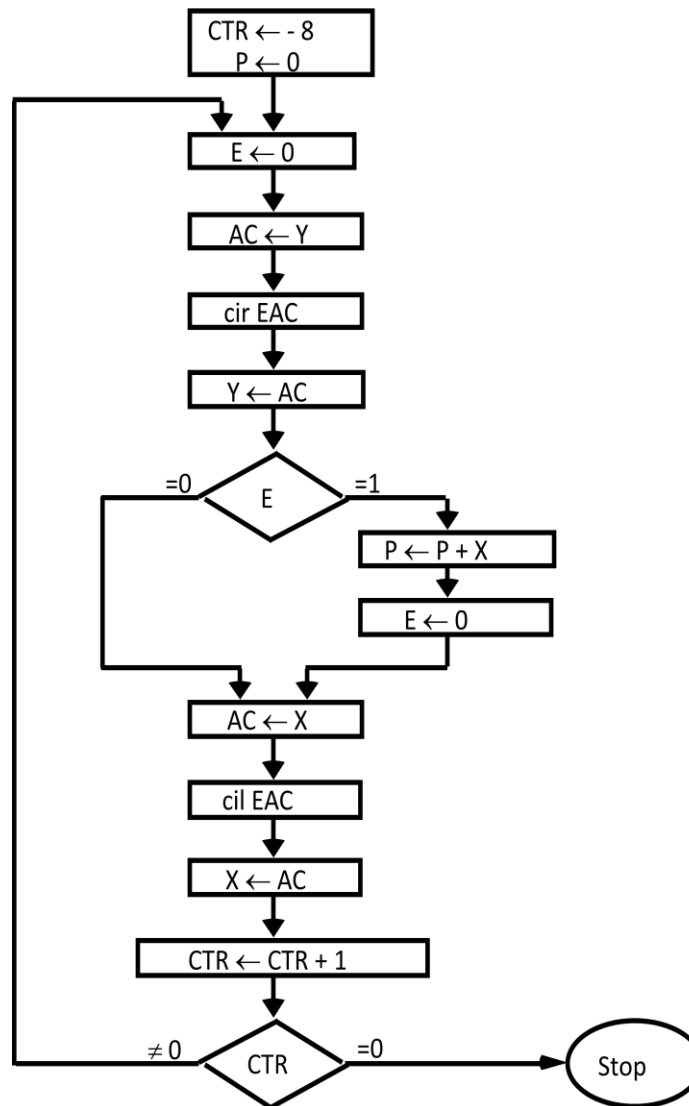 CTR ← - 8
P ← 0
E ← 0
AC ← Y
cir EAC
Y ← AC
=0
E
=1
P ← P + X
E ← 0
AC ← X
cil EAC
X ← AC
CTR ← CTR + 1
≠ 0
CTR
=0
Stop